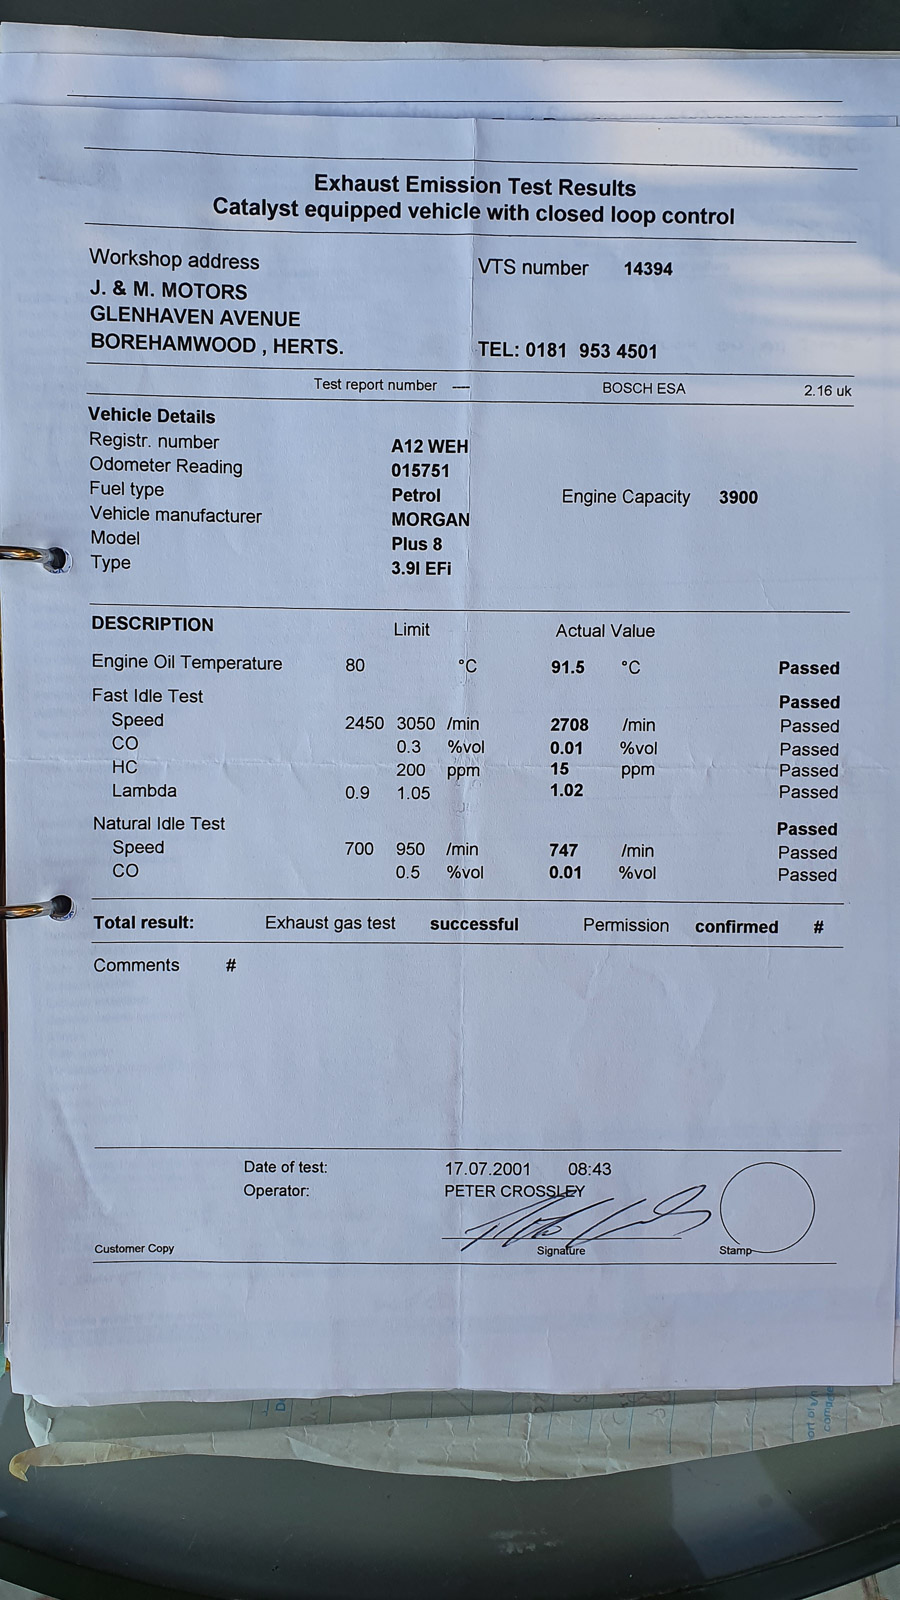 Exhaust Emission Test Results
Catalyst equipped vehicle with closed loop control
Workshop address VTS number 14394
J. & M. MOTORS
GLENHAVEN AVENUE
BOREHAMWOOD , HERTS. TEL: 0181 953 4501
Test report number — BOSCH ESA 2.16 uk
Vehicle Details
Registr. number A12 WEH
Odometer Reading 015751
Fuel type Petrol Engine Capacity 3900
Vehicle manufacturer MORGAN
Model Plus 8
Type 3.9l EFi
DESCRIPTION Limit Actual Value
Engine Oil Temperature 80 °C 91.5 °C Passed
Fast Idle Test Passed
Speed 2450 3050 /min 2708 /min Passed
CO 0.3 %vol 0.01 %vol Passed
HC 200 ppm 15 ppm Passed
Lambda 0.9 1.05 1.02 Passed
Natural Idle Test Passed
Speed 700 950 /min 747 /min Passed
CO 0.5 %vol 0.01 %vol Passed
Total result: Exhaust gas test successful Permission confirmed #
Comments #
Date of test: 17.07.2001 08:43
Operator: PETER CROSSLEY
Customer Copy Signature Stamp